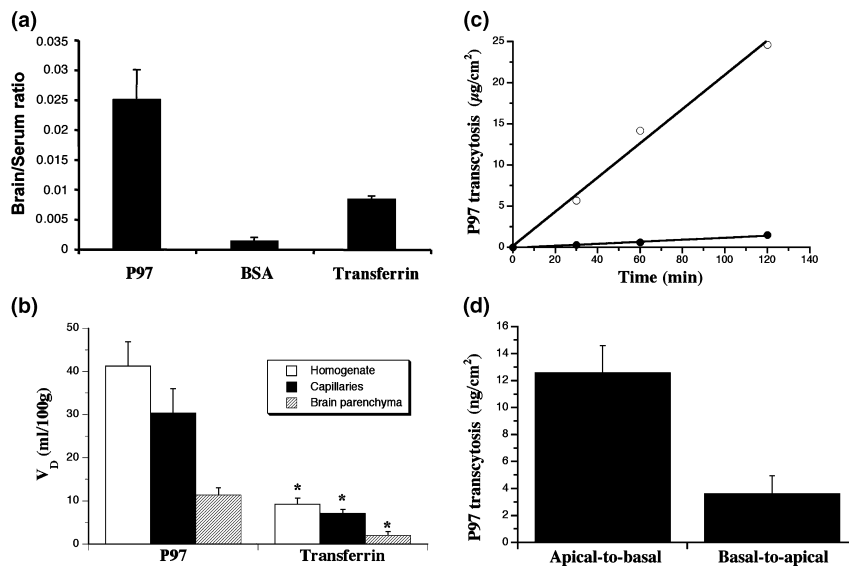 (a)
Brain/Serum ratio
0.035
0.03
0.025
0.02
0.015
0.01
0.005
0
P97 BSA Transferrin
(b)
V_D (ml/100g)
50
40
30
20
10
0
Homogenate
Capillaries
Brain parenchyma
* * *
P97 Transferrin
(c)
P97 transcytosis (µg/cm²)
25
20
15
10
5
0
0 20 40 60 80 100 120 140
Time (min)
(d)
P97 transcytosis (ng/cm²)
16
14
12
10
8
6
4
2
0
Apical-to-basal Basal-to-apical